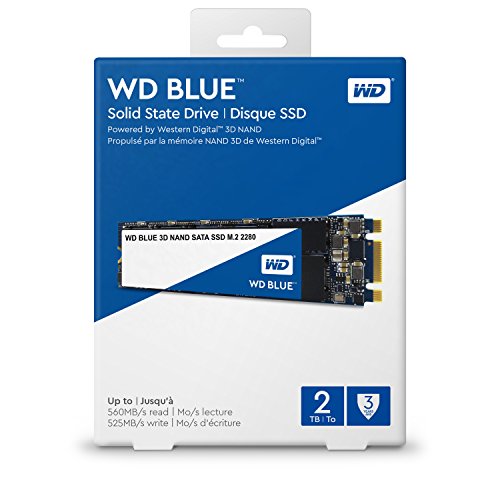 WD BLUE™
WD
Solid State Drive | Disque SSD
Powered by Western Digital™ 3D NAND
Propulsé par la mémoire NAND 3D de Western Digital™
WD BLUE 3D NAND SATA SSD M.2 2280
WD
WD BLUE™
Up to | Jusqu'à
560MB/s read | Mo/s lecture
525MB/s write | Mo/s d'écriture
2
TB | To
3